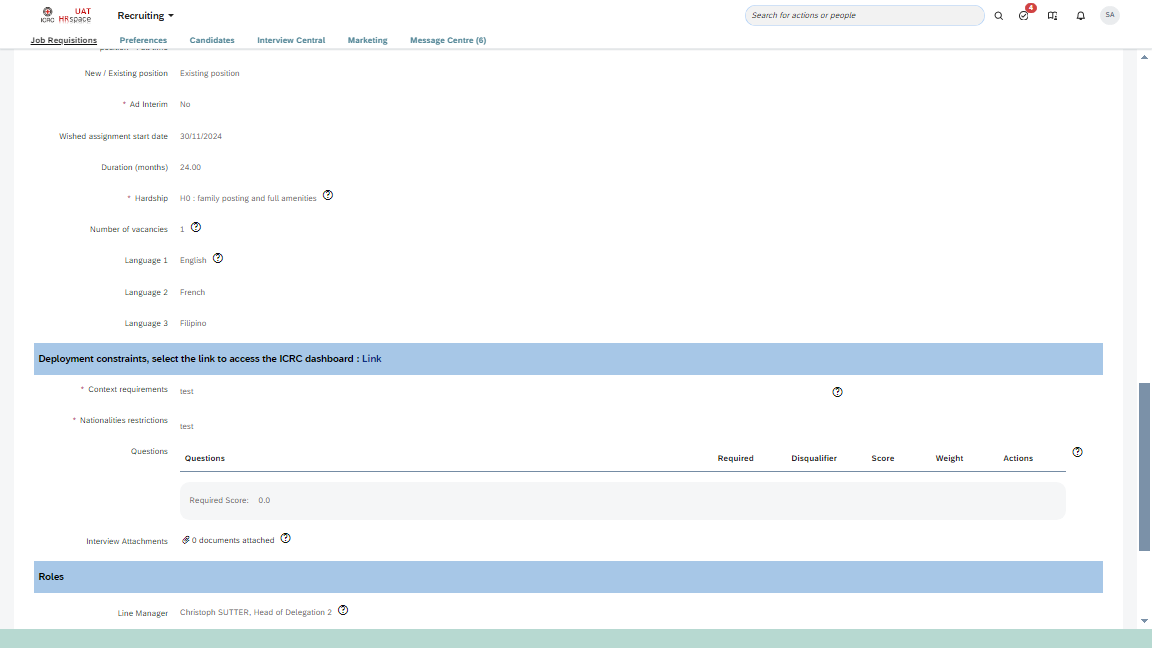 ICRC UAT HRspace Recruiting Search for actions or people 4 SA
Job Requisitions Preferences Candidates Interview Central Marketing Message Centre (6)
New / Existing position Existing position
* Ad Interim No
Wished assignment start date 30/11/2024
Duration (months) 24.00
* Hardship H0 : family posting and full amenities ?
Number of vacancies 1 ?
Language 1 English ?
Language 2 French
Language 3 Filipino
Deployment constraints, select the link to access the ICRC dashboard : Link
* Context requirements test ?
* Nationalities restrictions test
Questions Questions Required Disqualifier Score Weight Actions ?
Required Score: 0.0
Interview Attachments 0 documents attached ?
Roles
Line Manager Christoph SUTTER, Head of Delegation 2 ?